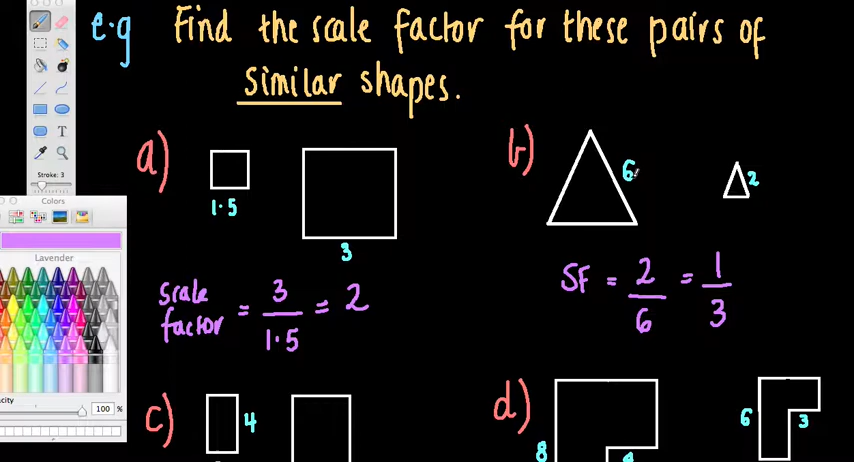 e.g Find the scale factor for these pairs of
similar shapes.
a)
1.5
3
scale factor = 3/1.5 = 2
b)
6
2
SF = 2/6 = 1/3
c)
4
d)
8
6
3
Stroke: 3
Colors
Lavender
acity
100 %
T